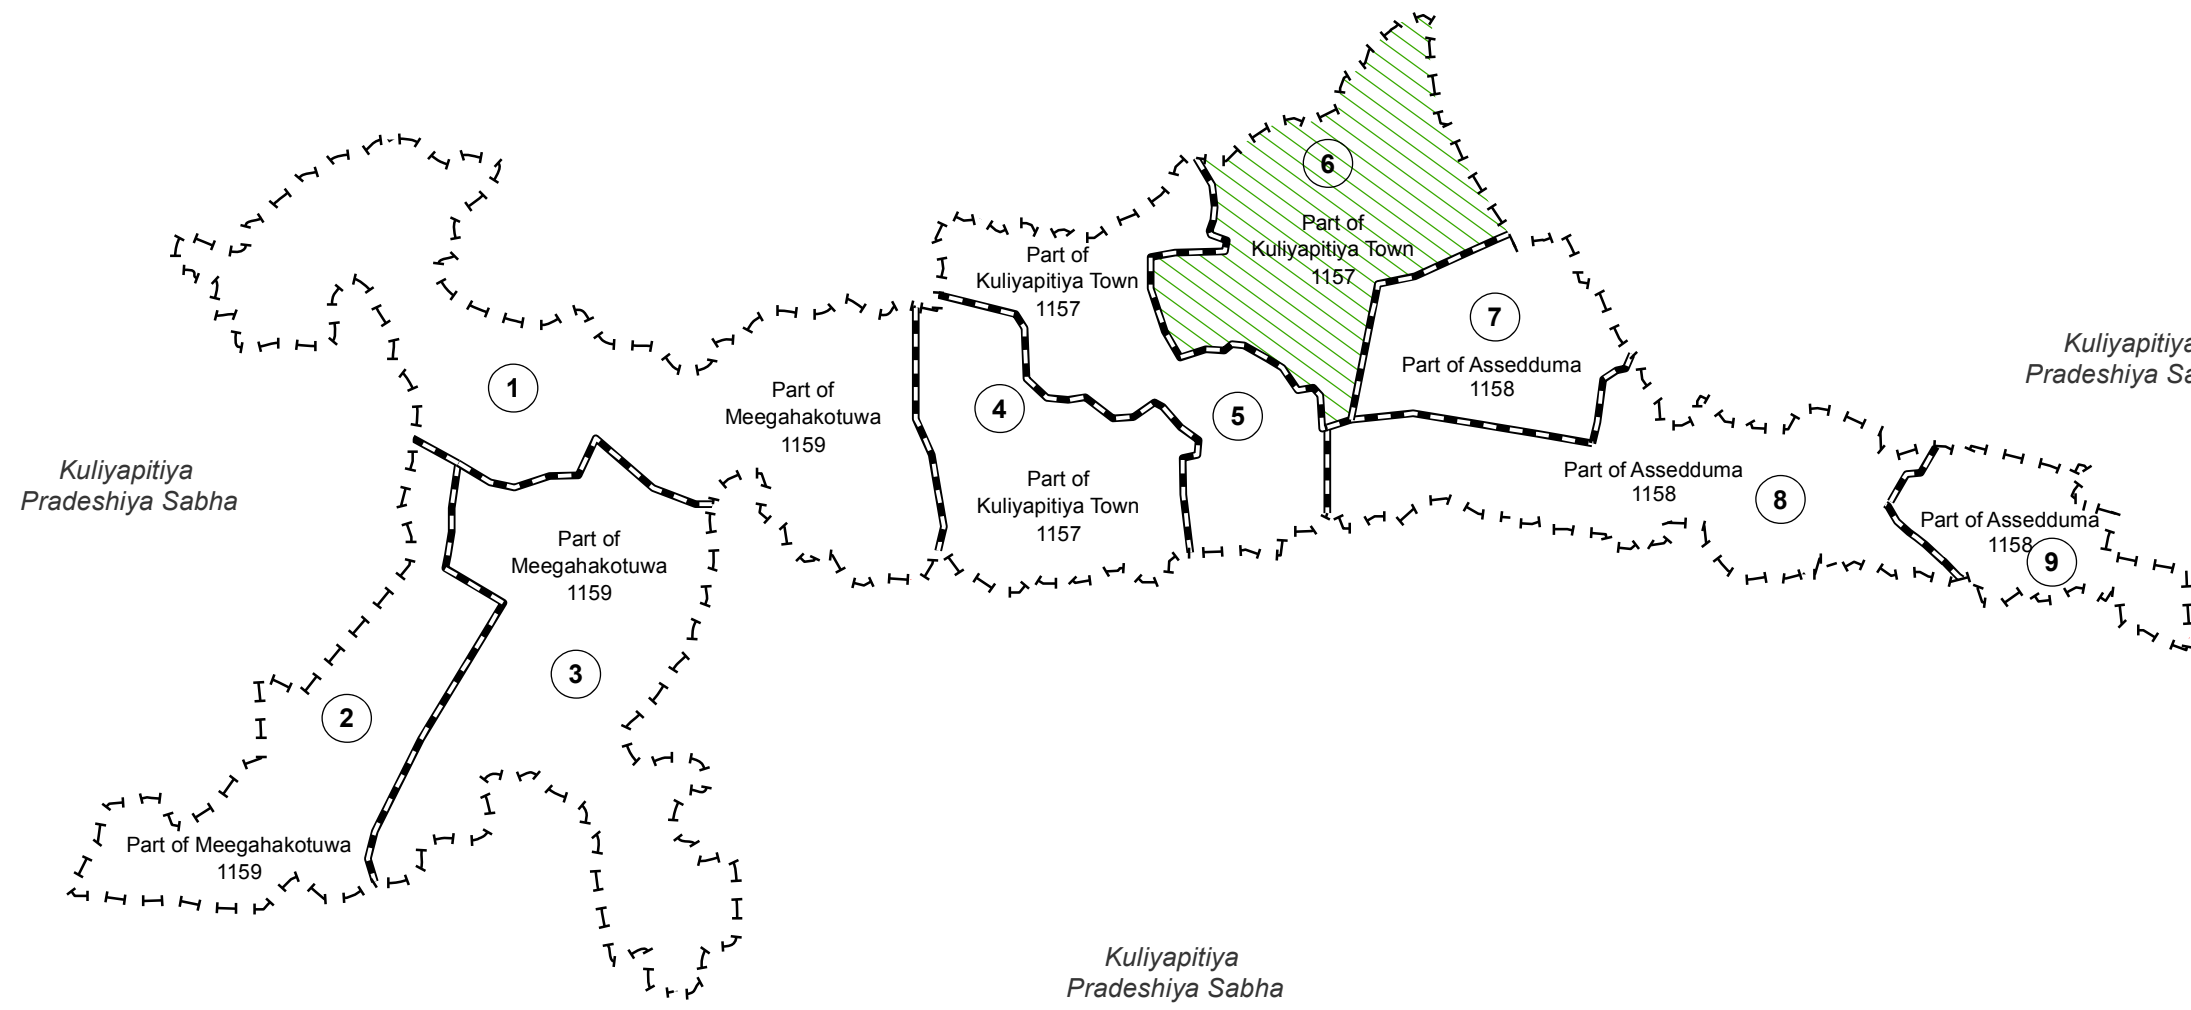 6
Part of
Kuliyapitiya Town
1157
Part of
Kuliyapitiya Town
1157
7
Part of Assedduma
1158
Kuliyapitiya
Pradeshiya
1
Part of
Meegahakotuwa
1159
4
5
Kuliyapitiya
Pradeshiya Sabha
Part of
Kuliyapitiya Town
1157
Part of Assedduma
1158
8
Part of Assedduma
1158
9
Part of
Meegahakotuwa
1159
3
2
Part of Meegahakotuwa
1159
Kuliyapitiya
Pradeshiya Sabha